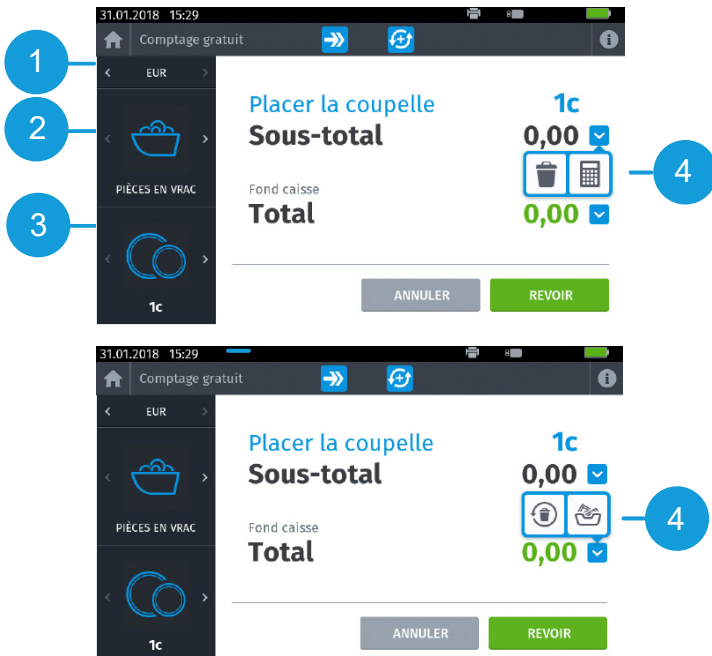 31.01.2018 15:29
Comptage gratuit
1
EUR
Placer la coupelle 1c
2
Sous-total 0,00
4
PIÈCES EN VRAC
Fond caisse
3
Total 0,00
1c
ANNULER REVOIR
31.01.2018 15:29
Comptage gratuit
EUR
Placer la coupelle 1c
Sous-total 0,00
4
PIÈCES EN VRAC
Fond caisse
Total 0,00
1c
ANNULER REVOIR